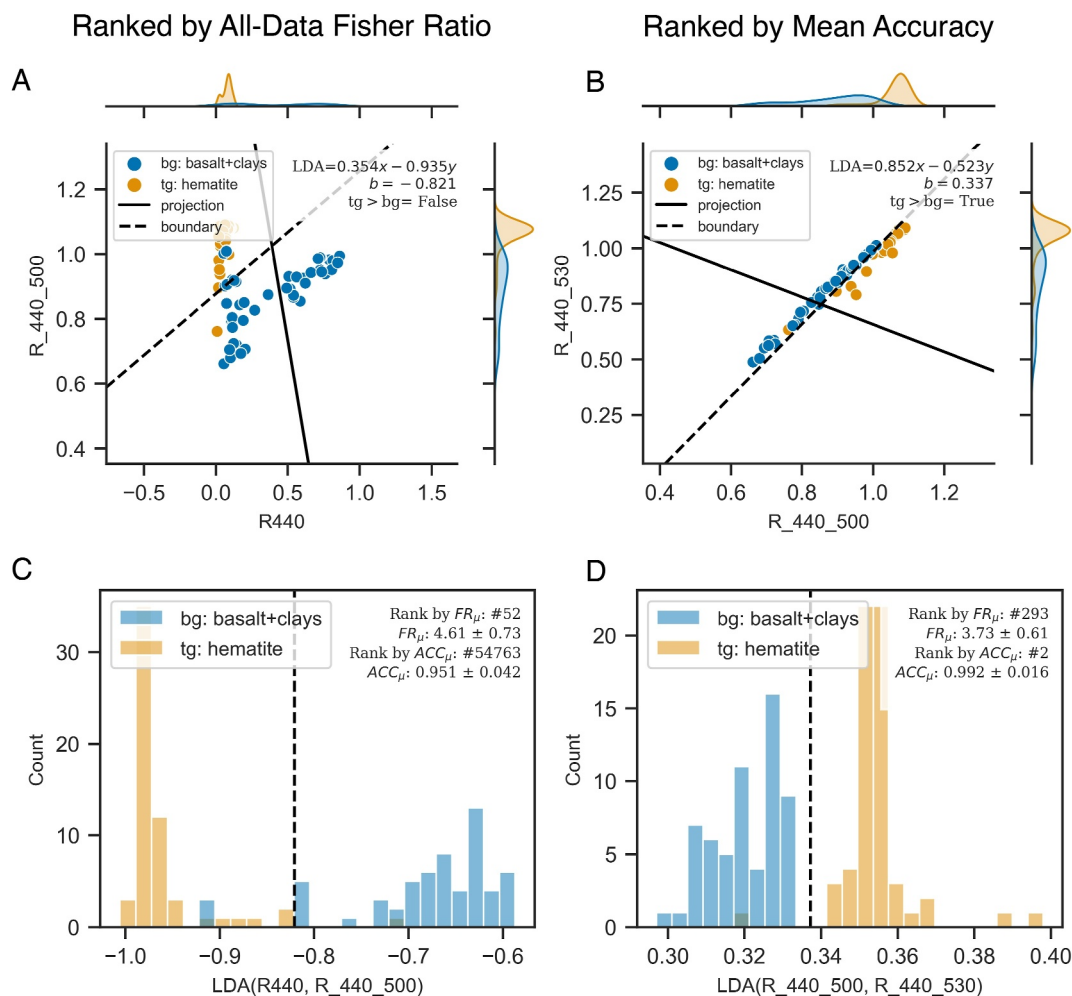 Ranked by All-Data Fisher Ratio
Ranked by Mean Accuracy
A
bg: basalt+clays
tg: hematite
projection
boundary
LDA=0.354x − 0.935y
b = − 0.821
tg > bg= False
1.2
1.0
0.8
0.6
0.4
R_440_500
−0.5
0.0
0.5
1.0
1.5
R440
B
bg: basalt+clays
tg: hematite
projection
boundary
LDA=0.852x − 0.523y
b = 0.337
tg > bg= True
1.25
1.00
0.75
0.50
0.25
R_440_530
0.4
0.6
0.8
1.0
1.2
R_440_500
C
bg: basalt+clays
tg: hematite
Rank by FRμ: #52
FRμ: 4.61 ± 0.73
Rank by ACCμ: #54763
ACCμ: 0.951 ± 0.042
30
20
10
0
Count
−1.0
−0.9
−0.8
−0.7
−0.6
LDA(R440, R_440_500)
D
bg: basalt+clays
tg: hematite
Rank by FRμ: #293
FRμ: 3.73 ± 0.61
Rank by ACCμ: #2
ACCμ: 0.992 ± 0.016
20
15
10
5
0
Count
0.30
0.32
0.34
0.36
0.38
0.40
LDA(R_440_500, R_440_530)